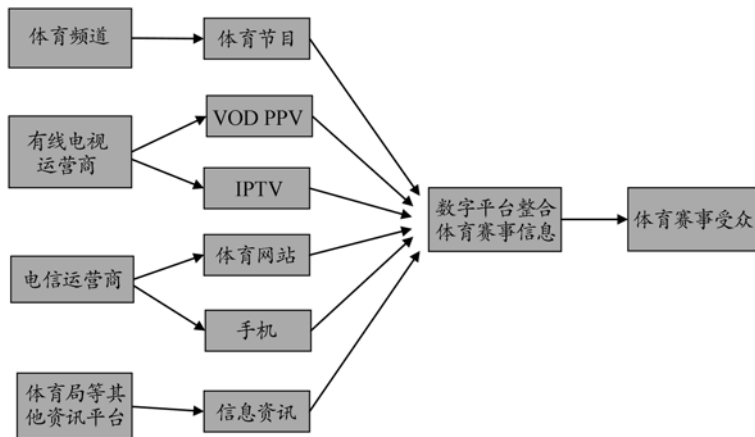 体育频道
体育节目
有线电视
运营商
VOD PPV
IPTV
数字平台整合
体育赛事信息
体育赛事受众
电信运营商
体育网站
手机
体育局等其
他资讯平台
信息资讯